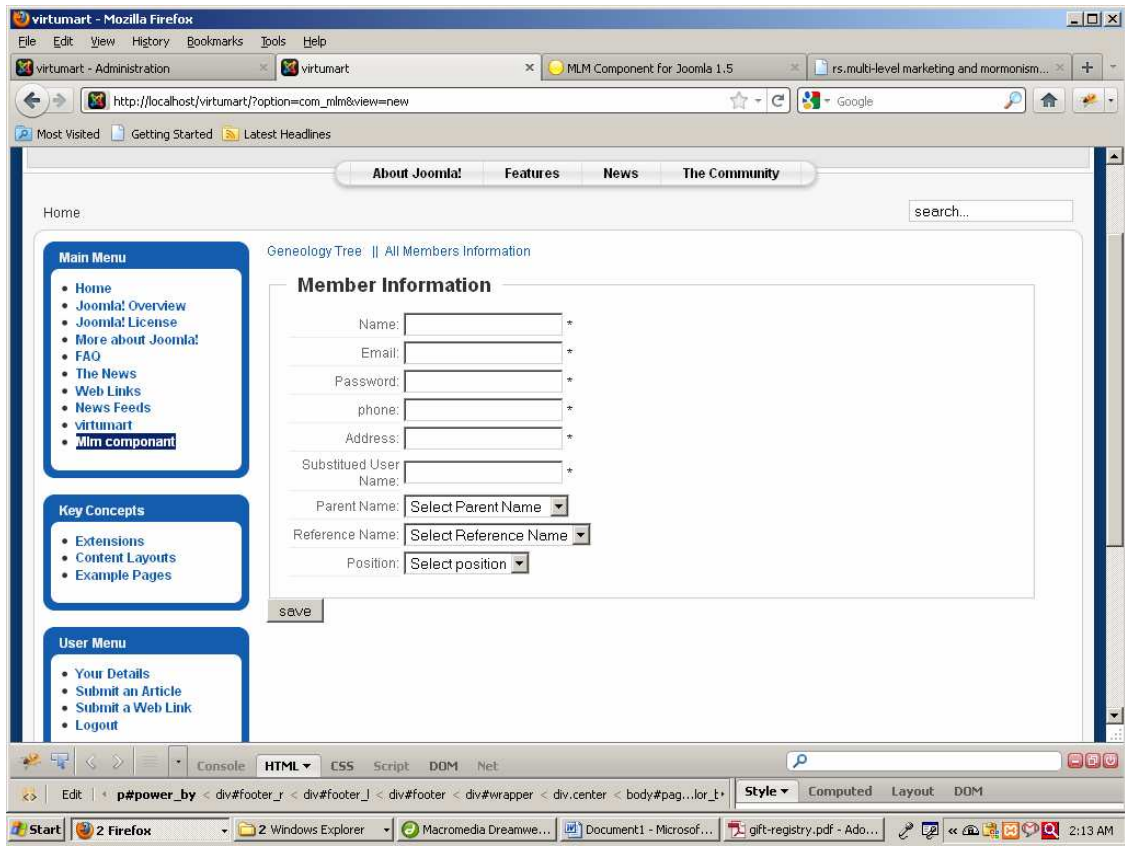 virtumart - Mozilla Firefox
File Edit View History Bookmarks Tools Help
virtumart - Administration
virtumart
MLM Component for Joomla 1.5
rs.multi-level marketing and mormonism...
http://localhost/virtumart/?option=com_mlm&view=new
Google
Most Visited Getting Started Latest Headlines
About Joomla! Features News The Community
Home
search...
Main Menu
Home
Joomla! Overview
Joomla! License
More about Joomla!
FAQ
The News
Web Links
News Feeds
virtumart
Mlm componant
Geneology Tree || All Members Information
Member Information
Name: *
Email: *
Password: *
phone: *
Address: *
Substitued User
Name: *
Parent Name: Select Parent Name
Reference Name: Select Reference Name
Position: Select position
save
Key Concepts
Extensions
Content Layouts
Example Pages
User Menu
Your Details
Submit an Article
Submit a Web Link
Logout
Console HTML CSS Script DOM Net
Edit p#power_by < div#footer_r < div#footer_l < div#footer < div#wrapper < div.center < body#pag...lor_b
Style Computed Layout DOM
Start 2 Firefox 2 Windows Explorer Macromedia Dreamwe... Document1 - Microsof... gift-registry.pdf - Ado... 2:13 AM